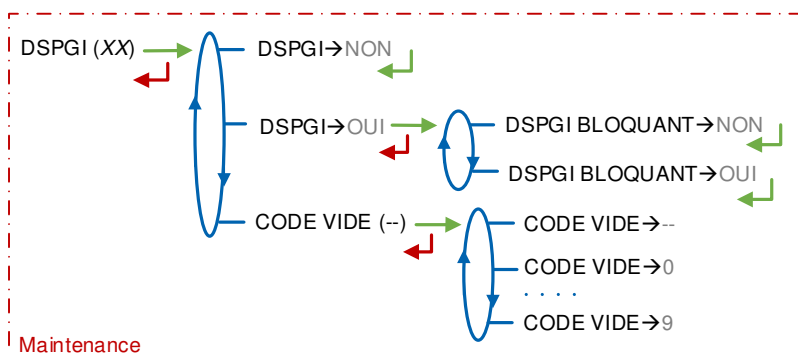 DSPGI (XX)
DSPGI→NON
DSPGI→OUI
DSPGI BLOQUANT→NON
DSPGI BLOQUANT→OUI
CODE VIDE (--)
CODE VIDE→--
CODE VIDE→0
. . . .
CODE VIDE→9
Maintenance